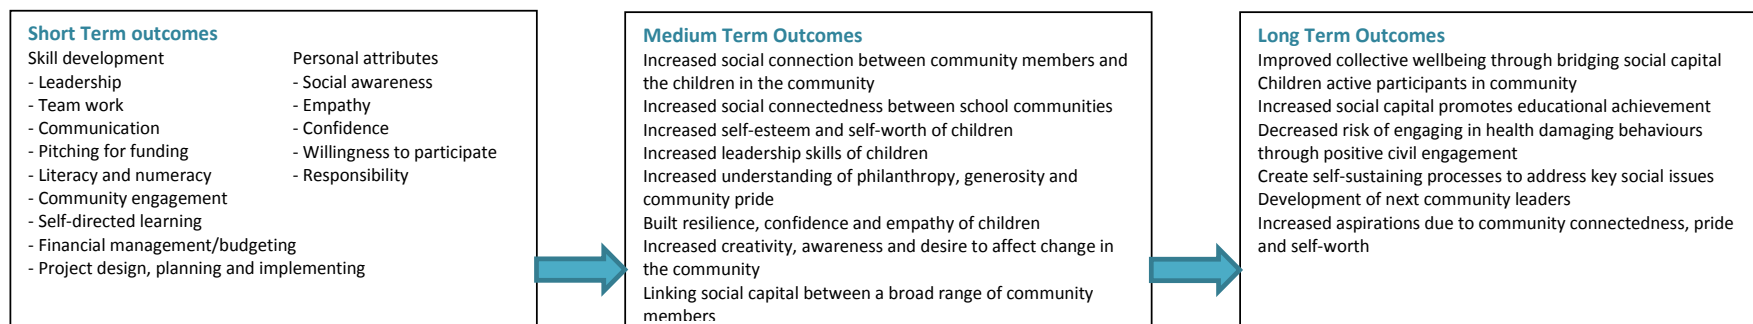 Short Term outcomes
Skill development
- Leadership
- Team work
- Communication
- Pitching for funding
- Literacy and numeracy
- Community engagement
- Self-directed learning
- Financial management/budgeting
- Project design, planning and implementing
Personal attributes
- Social awareness
- Empathy
- Confidence
- Willingness to participate
- Responsibility
Medium Term Outcomes
Increased social connection between community members and
the children in the community
Increased social connectedness between school communities
Increased self-esteem and self-worth of children
Increased leadership skills of children
Increased understanding of philanthropy, generosity and
community pride
Built resilience, confidence and empathy of children
Increased creativity, awareness and desire to affect change in
the community
Linking social capital between a broad range of community
members
Long Term Outcomes
Improved collective wellbeing through bridging social capital
Children active participants in community
Increased social capital promotes educational achievement
Decreased risk of engaging in health damaging behaviours
through positive civil engagement
Create self-sustaining processes to address key social issues
Development of next community leaders
Increased aspirations due to community connectedness, pride
and self-worth